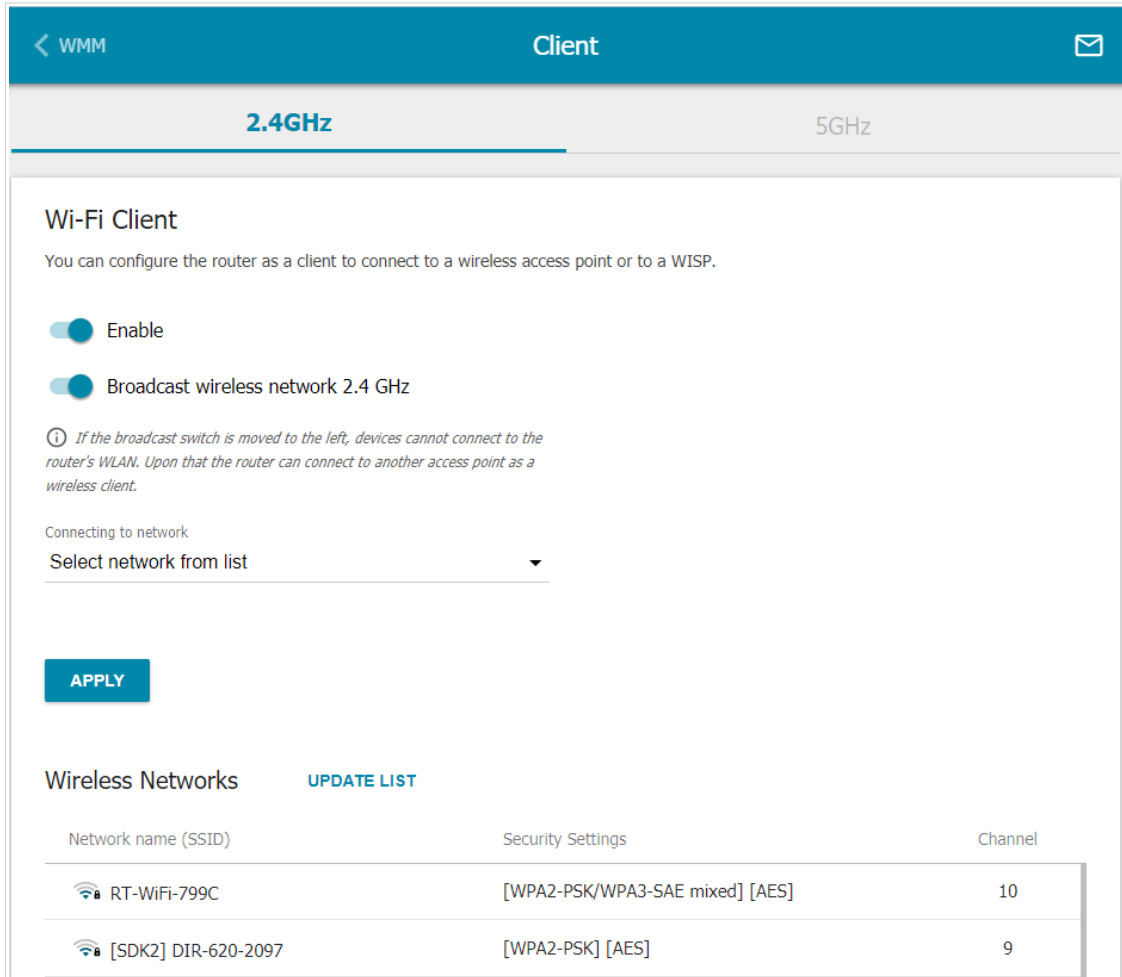 WMM
Client
2.4GHz
5GHz
Wi-Fi Client
You can configure the router as a client to connect to a wireless access point or to a WISP.
Enable
Broadcast wireless network 2.4 GHz
If the broadcast switch is moved to the left, devices cannot connect to the
router's WLAN. Upon that the router can connect to another access point as a
wireless client.
Connecting to network
Select network from list
APPLY
Wireless Networks UPDATE LIST
Network name (SSID) Security Settings Channel
RT-WiFi-799C [WPA2-PSK/WPA3-SAE mixed] [AES] 10
[SDK2] DIR-620-2097 [WPA2-PSK] [AES] 9